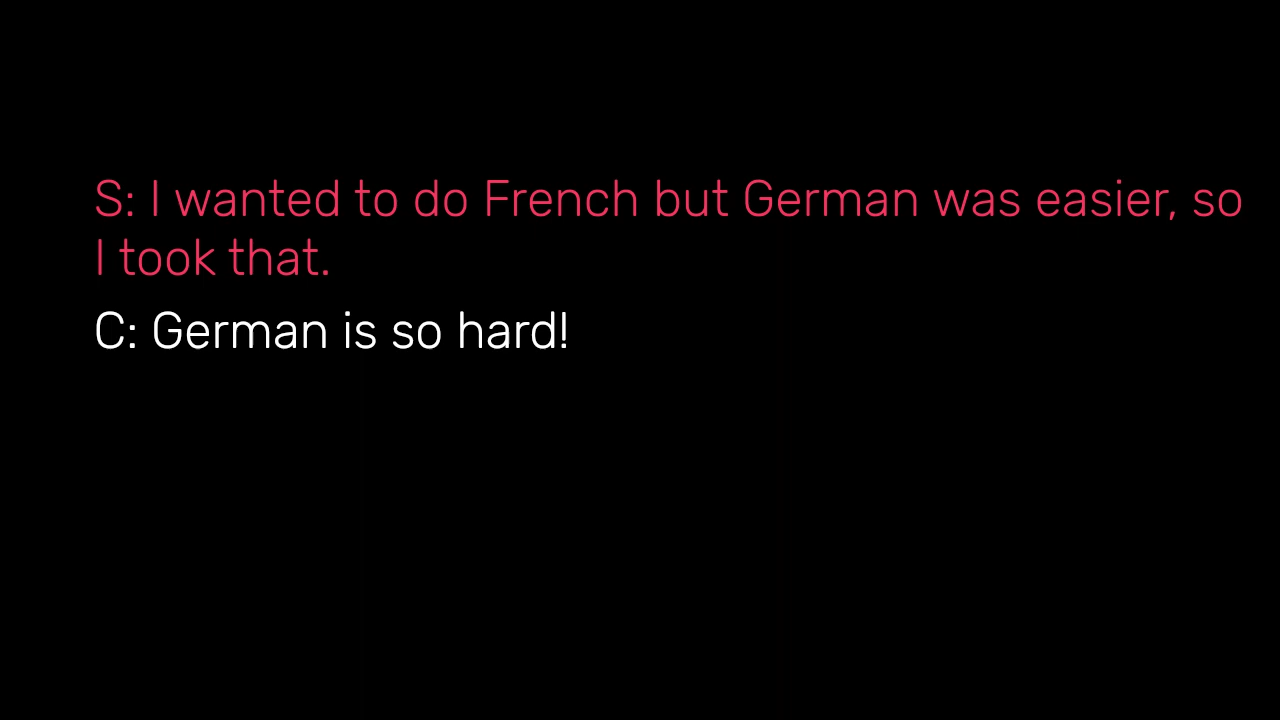 S: I wanted to do French but German was easier, so
I took that.
C: German is so hard!